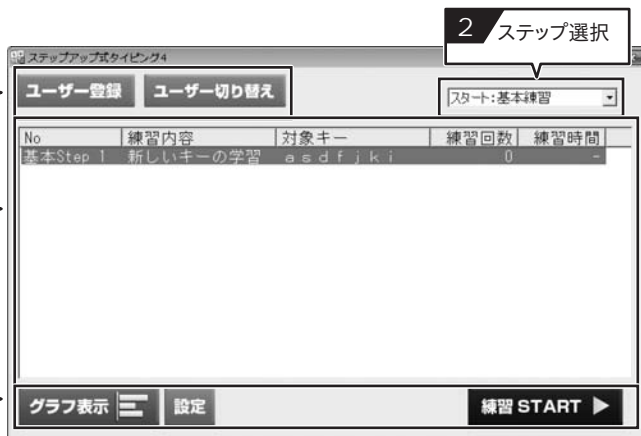 2 ステップ選択
ステップアップ式タイピング4
ユーザー登録 ユーザー切り替え スタート:基本練習
No 練習内容 対象キー 練習回数 練習時間
基本Step 1 新しいキーの学習 a s d f j k i 0 -
グラフ表示 設定 練習 START